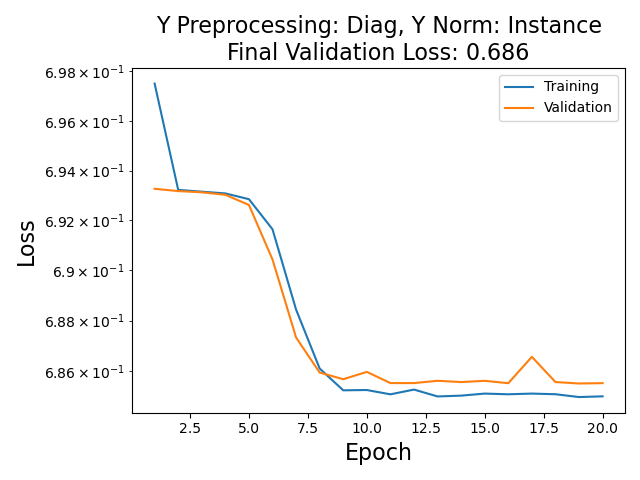 Y Preprocessing: Diag, Y Norm: Instance
Final Validation Loss: 0.686
6.98 × 10⁻¹
6.96 × 10⁻¹
6.94 × 10⁻¹
6.92 × 10⁻¹
6.9 × 10⁻¹
6.88 × 10⁻¹
6.86 × 10⁻¹
Loss
Training
Validation
2.5 5.0 7.5 10.0 12.5 15.0 17.5 20.0
Epoch